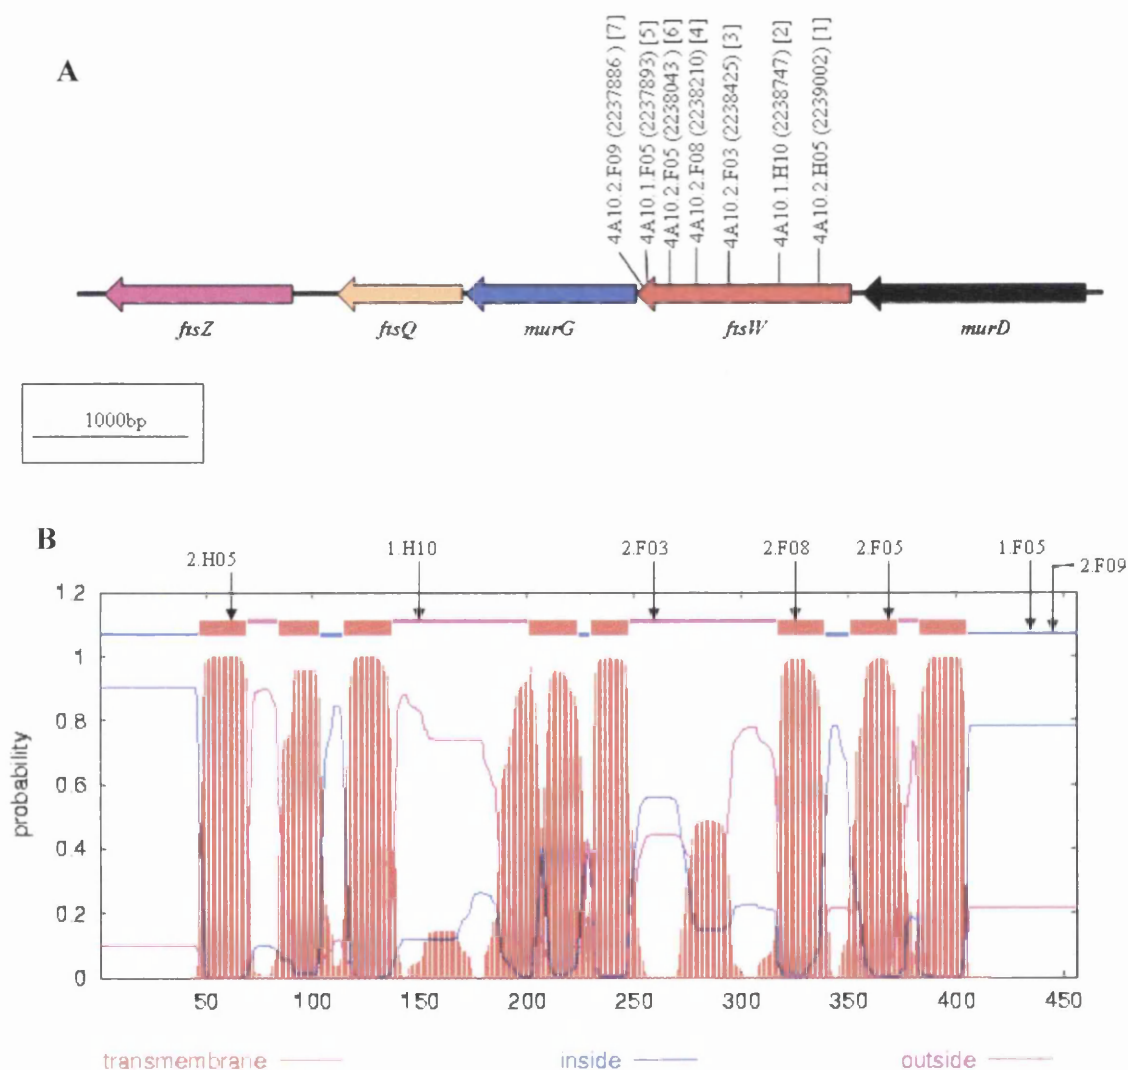 A
4A10.2.F09 (2237886 ) [7]
4A10.1.F05 (2237893) [5]
4A10.2.F05 (2238043 ) [6]
4A10.2.F08 (2238210) [4]
4A10.2.F03 (2238425) [3]
4A10.1.H10 (2238747) [2]
4A10.2.H05 (2239002) [1]
ftsZ ftsQ murG ftsW murD
1000bp
B
2.H05 1.H10 2.F03 2.F08 2.F05 1.F05 2.F09
1.2
1
0.8
0.6
0.4
0.2
0
probability
50 100 150 200 250 300 350 400 450
transmembrane inside outside